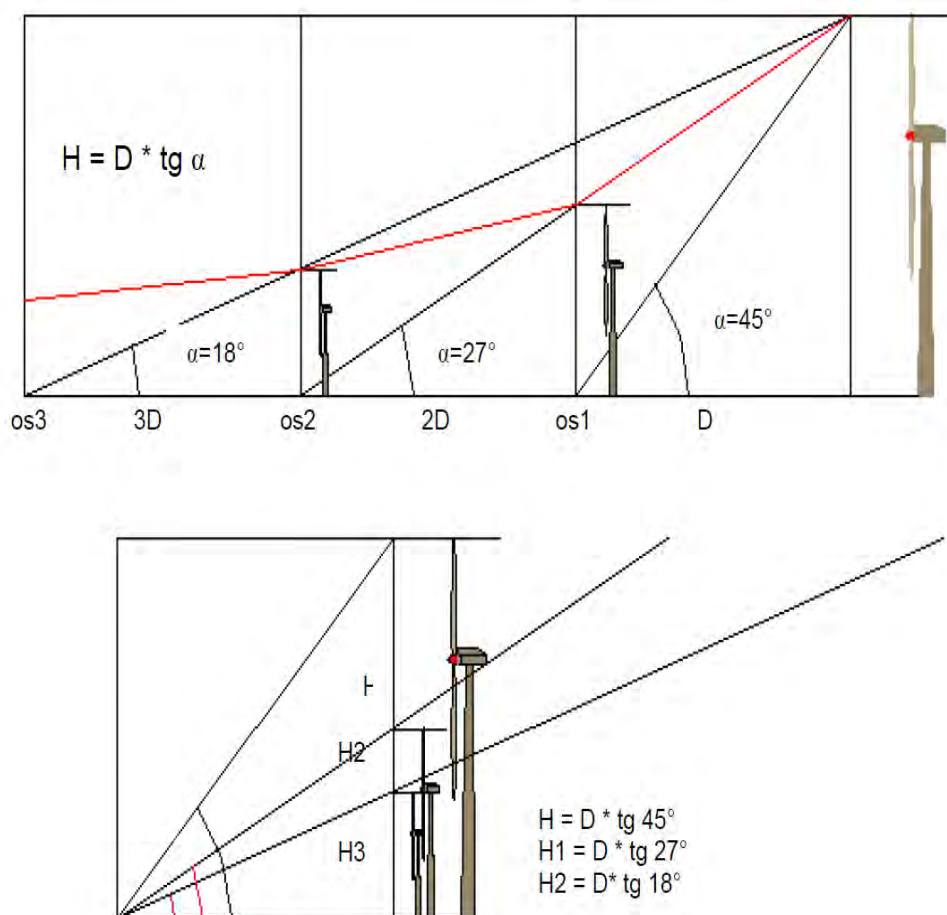 H = D * tg α
α=18°
α=27°
α=45°
os3
3D
os2
2D
os1
D
H
H2
H3
H = D * tg 45°
H1 = D * tg 27°
H2 = D* tg 18°